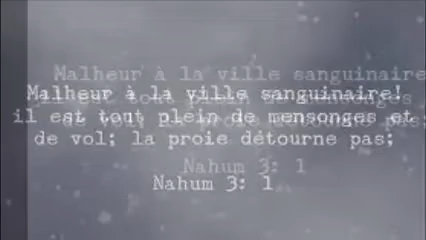 Malheur à la ville sanguinaire!
il est tout plein de mensonges et
de vol; la proie détourne pas;
Nahum 3: 1